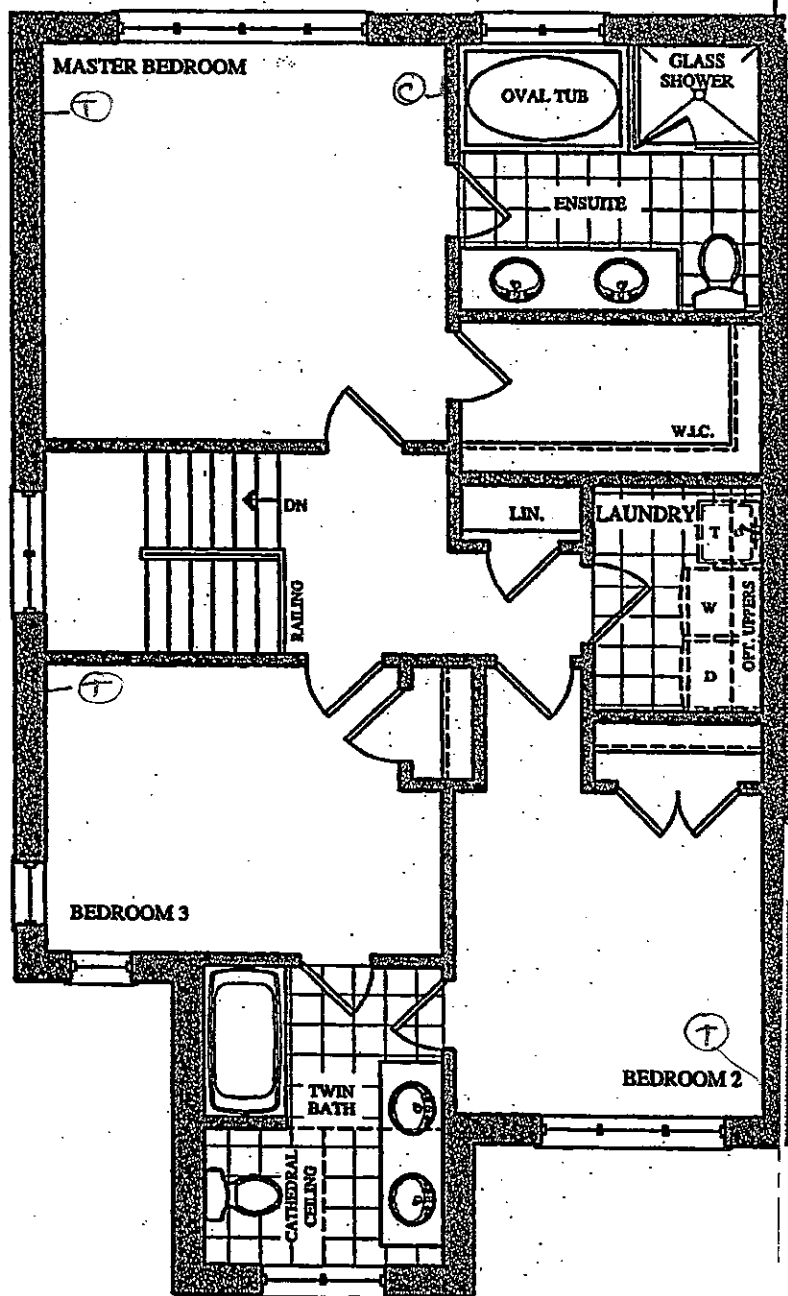 MASTER BEDROOM
T
C
OVAL TUB
GLASS
SHOWER
ENSUITE
W.I.C.
DN
RAILING
LIN.
LAUNDRY
T
W
D
OPT. UPPERS
T
BEDROOM 3
T
BEDROOM 2
TWIN
BATH
CATHEDRAL
CEILING